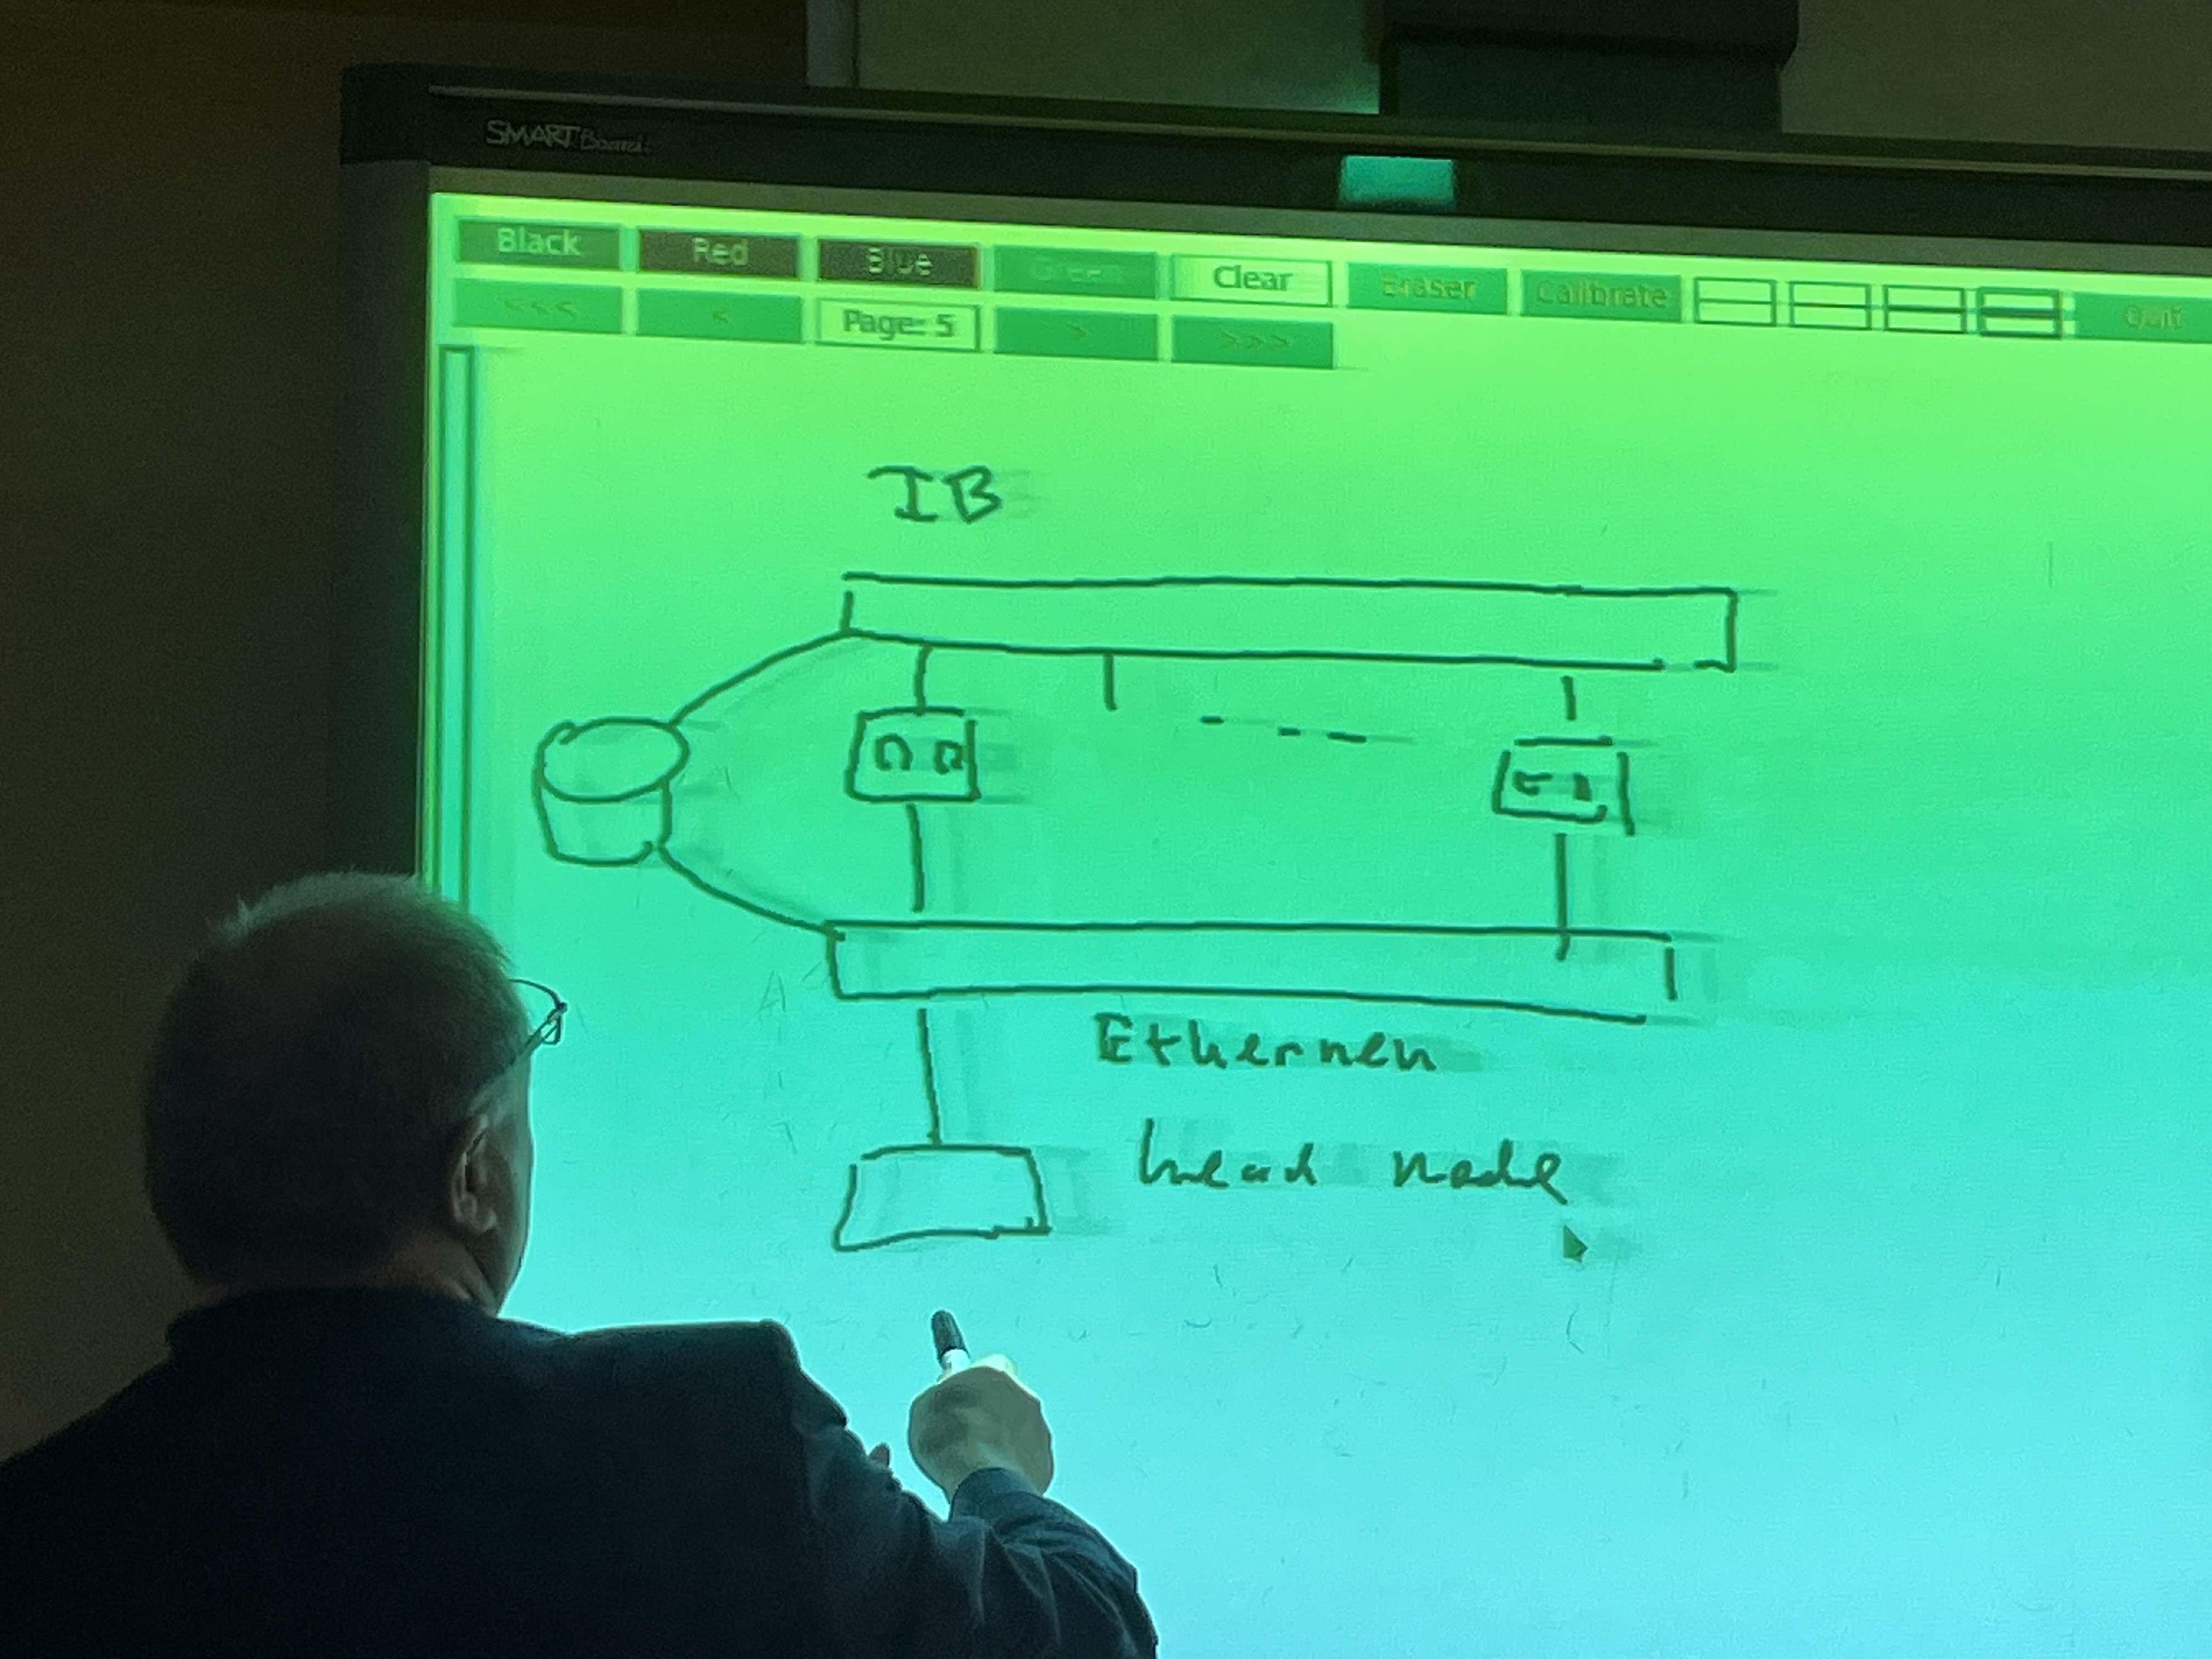 SMART Board
Black Red Blue Green Clear Eraser Calibrate Quit
<<< < Page: 5 > >>>
IB
Ethernen
head node